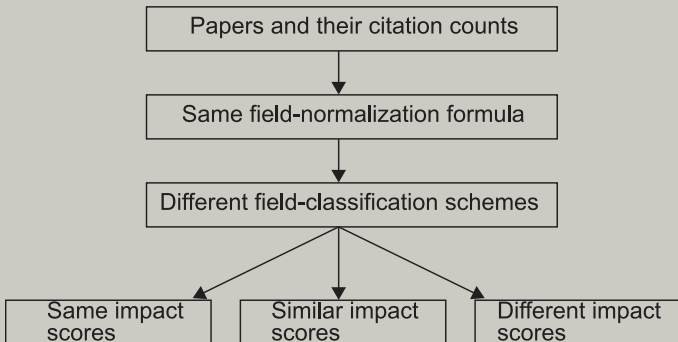 Papers and their citation counts
Same field-normalization formula
Different field-classification schemes
Same impact
scores
Similar impact
scores
Different impact
scores